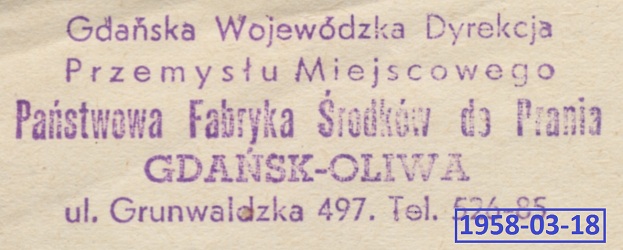 Gdańska Wojewódzka Dyrekcja
Przemysłu Miejscowego
Państwowa Fabryka Środków do Prania
GDAŃSK-OLIWA
ul. Grunwaldzka 497. Tel. 
1958-03-18